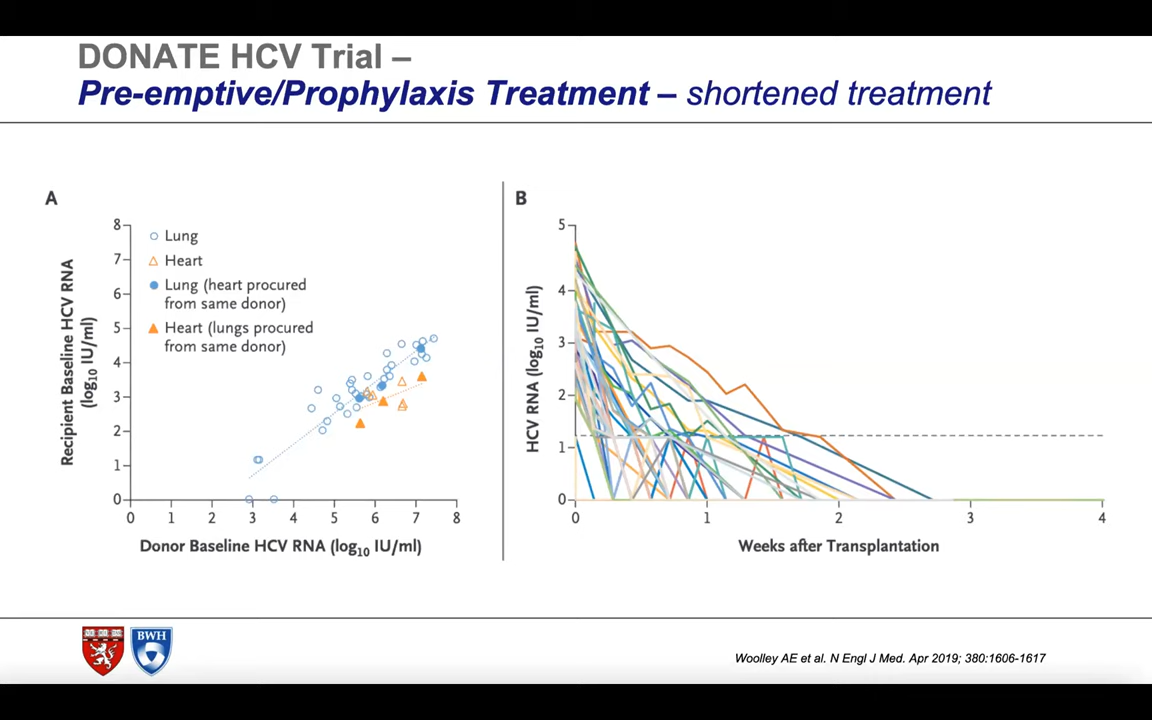 DONATE HCV Trial –
Pre-emptive/Prophylaxis Treatment – shortened treatment
A
Recipient Baseline HCV RNA
(log10 IU/ml)
8
7
6
5
4
3
2
1
0
Lung
Heart
Lung (heart procured
from same donor)
Heart (lungs procured
from same donor)
0 1 2 3 4 5 6 7 8
Donor Baseline HCV RNA (log10 IU/ml)
B
HCV RNA (log10 IU/ml)
5
4
3
2
1
0
0 1 2 3 4
Weeks after Transplantation
BWH
Woolley AE et al. N Engl J Med. Apr 2019; 380:1606-1617